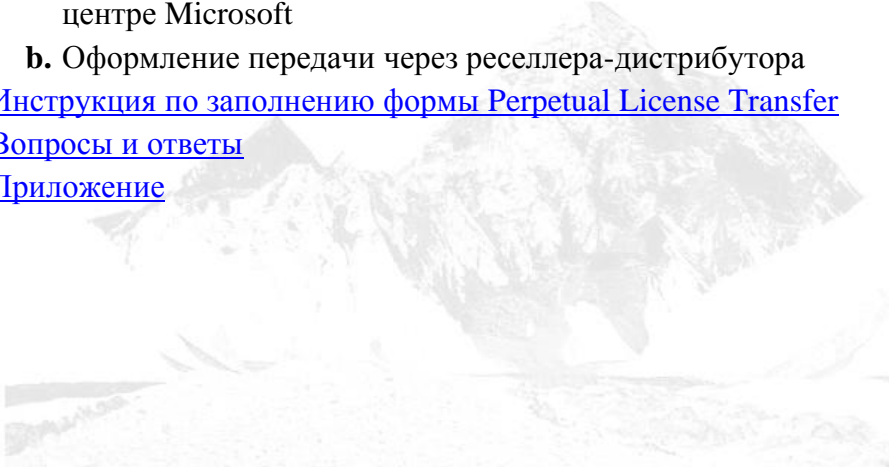 центре Microsoft
b. Оформление передачи через реселлера-дистрибутора
Инструкция по заполнению формы Perpetual License Transfer
Вопросы и ответы
Приложение